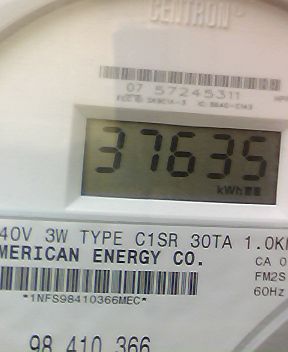 CENTRON
07 57245311
37635
kWh
40V 3W TYPE C1SR 30TA 1.0K
MERICAN ENERGY CO.
CA 0
FM2S
60Hz
*1NFS98410366MEC*
98 410 366